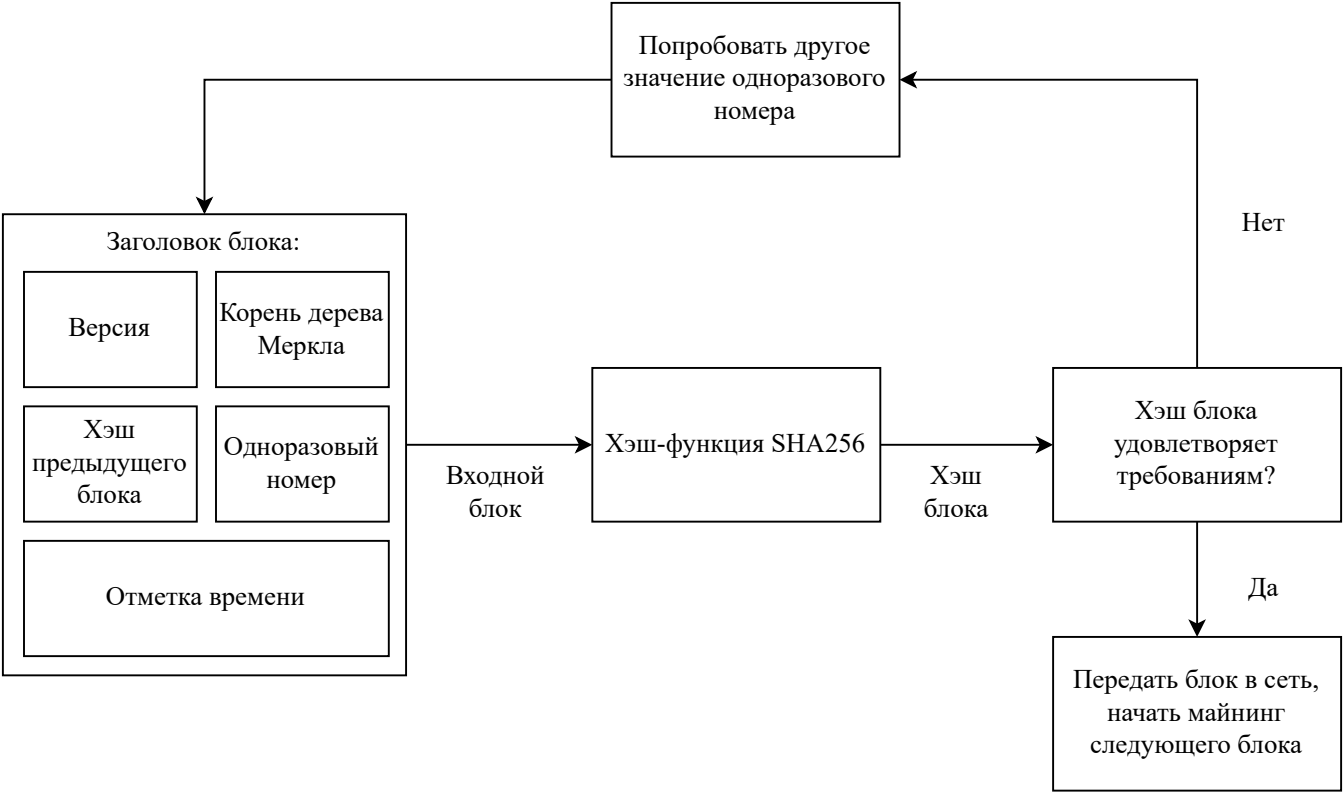 Попробовать другое
значение одноразового
номера
Нет
Заголовок блока:
Версия
Корень дерева
Меркла
Хэш
предыдущего
блока
Одноразовый
номер
Отметка времени
Входной
блок
Хэш-функция SHA256
Хэш
блока
Хэш блока
удовлетворяет
требованиям?
Да
Передать блок в сеть,
начать майнинг
следующего блока